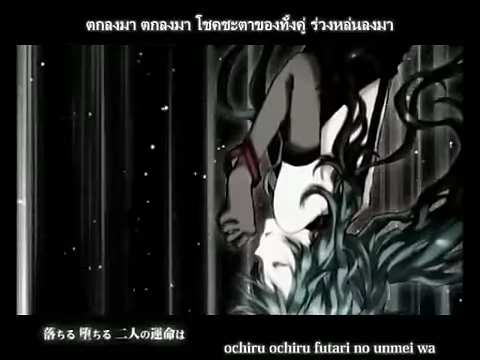 ตกลงมา ตกลงมา โชคชะตาของทั้งคู่ ร่วงหล่นลงมา
落ちる 堕ちる 二人の運命は
ochiru ochiru futari no unmei wa